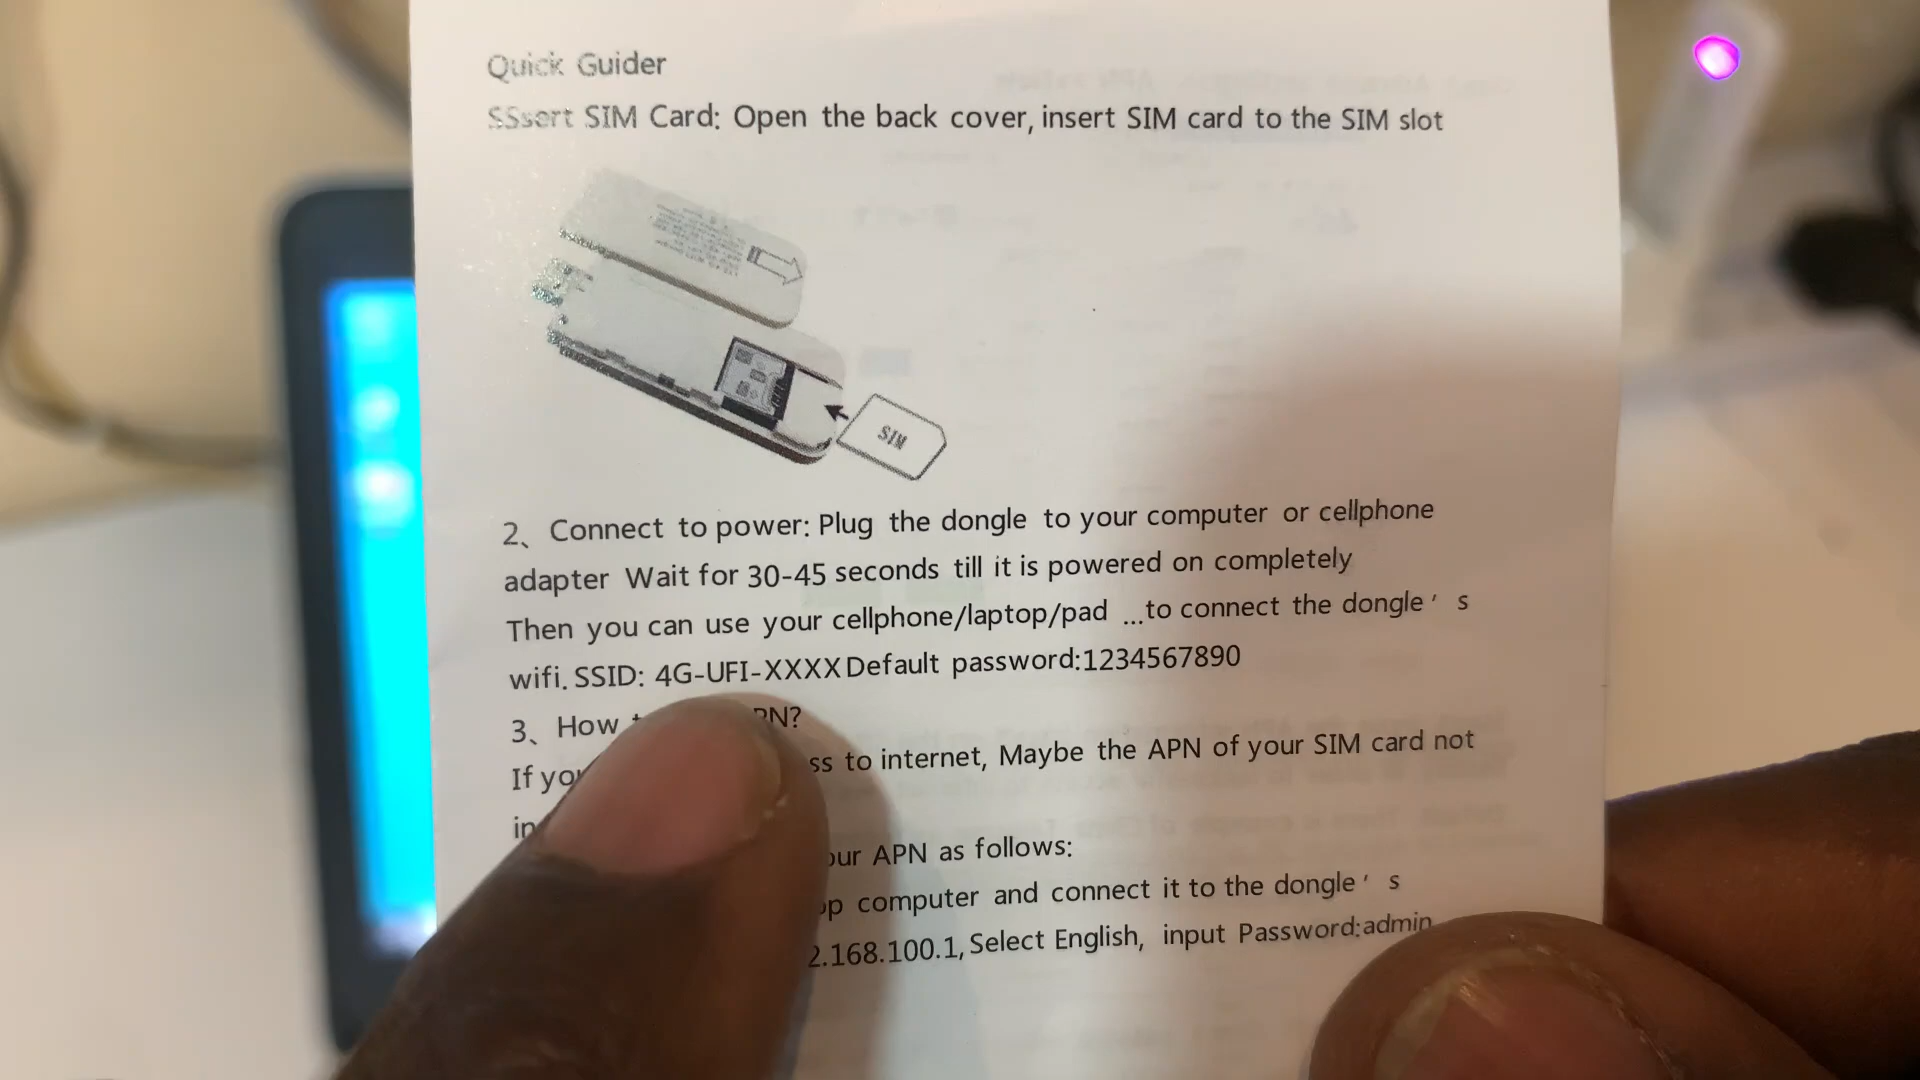 Quick Guider
SSsert SIM Card: Open the back cover, insert SIM card to the SIM slot
SIM
2、Connect to power: Plug the dongle to your computer or cellphone
adapter Wait for 30-45 seconds till it is powered on completely
Then you can use your cellphone/laptop/pad ...to connect the dongle's
wifi. SSID: 4G-UFI-XXXX Default password:1234567890
3、How
If to internet, Maybe the APN of your SIM card not
APN as follows:
computer and connect it to the dongle's
2.168.100.1, Select English, input Password:admin